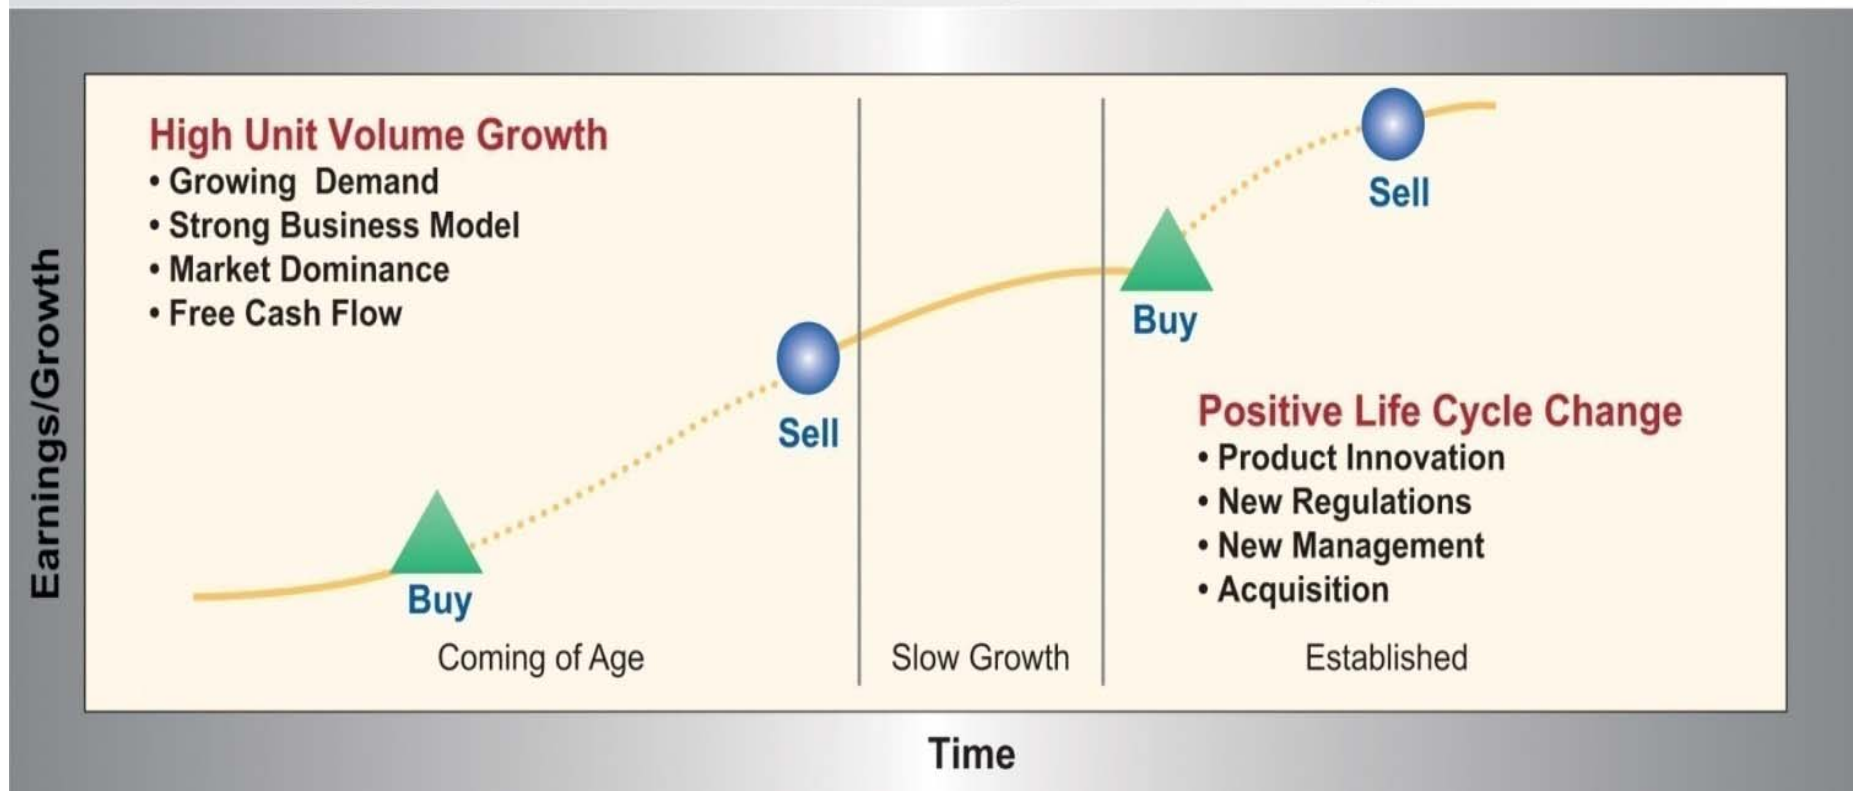 High Unit Volume Growth
• Growing Demand
• Strong Business Model
• Market Dominance
• Free Cash Flow
Sell
Buy
Sell
Buy
Positive Life Cycle Change
• Product Innovation
• New Regulations
• New Management
• Acquisition
Coming of Age
Slow Growth
Established
Earnings/Growth
Time